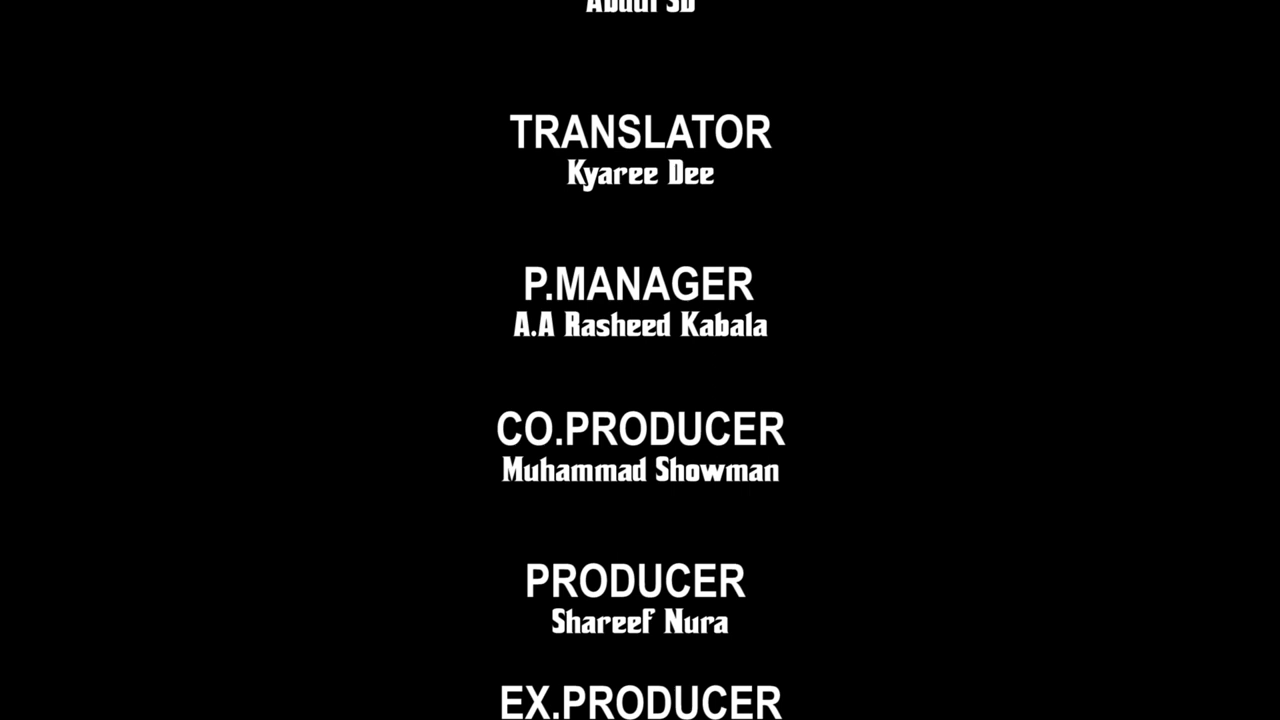 TRANSLATOR
Kyaree Dee
P.MANAGER
A.A Rasheed Kabala
CO.PRODUCER
Muhammad Showman
PRODUCER
Shareef Nura
EX.PRODUCER